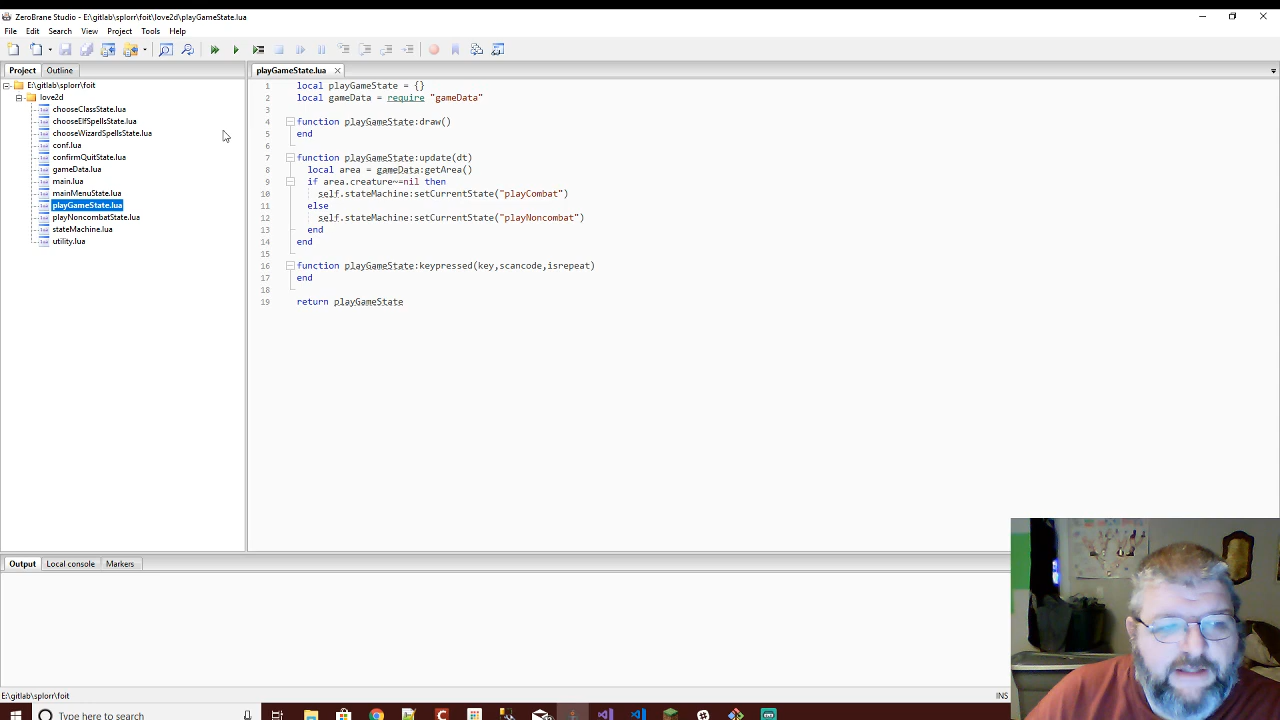 ZeroBrane Studio - E:\gitlab\splorr\foit\love2d\playGameState.lua
File Edit Search View Project Tools Help
Project Outline
playGameState.lua
E:\gitlab\splorr\foit
love2d
chooseClassState.lua
chooseElfSpellsState.lua
chooseWizardSpellsState.lua
conf.lua
confirmQuitState.lua
gameData.lua
main.lua
mainMenuState.lua
playGameState.lua
playNoncombatState.lua
stateMachine.lua
utility.lua
1 local playGameState = {}
2 local gameData = require "gameData"
3
4 function playGameState:draw()
5 end
6
7 function playGameState:update(dt)
8 local area = gameData:getArea()
9 if area.creature~=nil then
10 self.stateMachine:setCurrentState("playCombat")
11 else
12 self.stateMachine:setCurrentState("playNoncombat")
13 end
14 end
15
16 function playGameState:keypressed(key,scancode,isrepeat)
17 end
18
19 return playGameState
Output Local console Markers
E:\gitlab\splorr\foit
INS
Type here to search